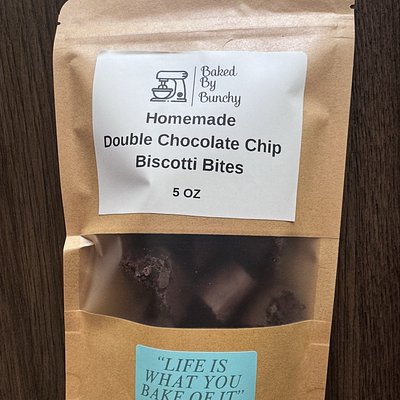 Baked
By
Bunchy
Homemade
Double Chocolate Chip
Biscotti Bites
5 OZ
“LIFE IS
WHAT YOU
BAKE OF IT”